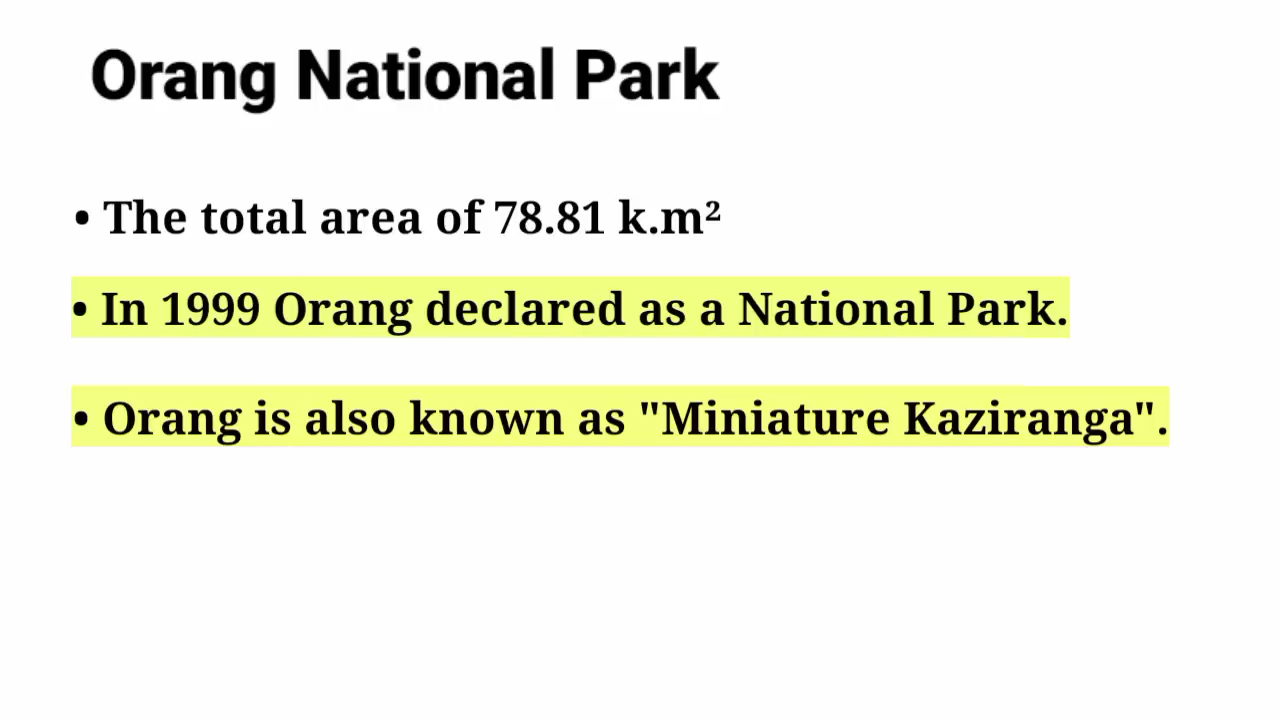 Orang National Park
• The total area of 78.81 k.m²
• In 1999 Orang declared as a National Park.
• Orang is also known as "Miniature Kaziranga".